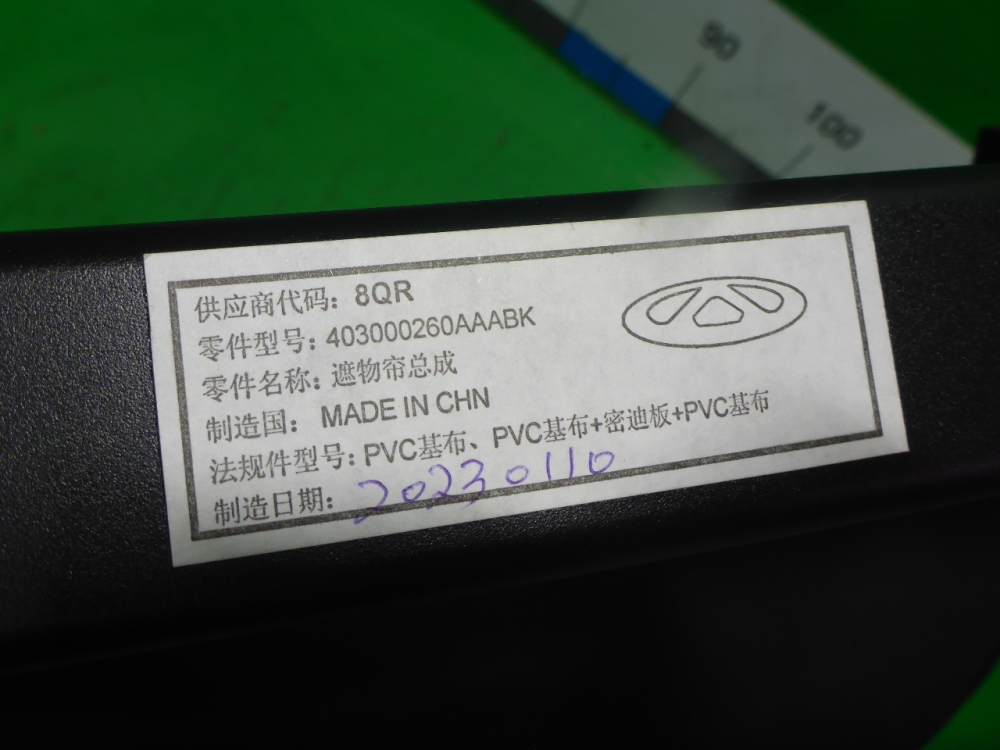 90
100
供应商代码：8QR
零件型号：403000260AAABK
零件名称：遮物帘总成
制造国： MADE IN CHN
法规件型号：PVC基布、PVC基布+密迪板+PVC基布
制造日期：20230110